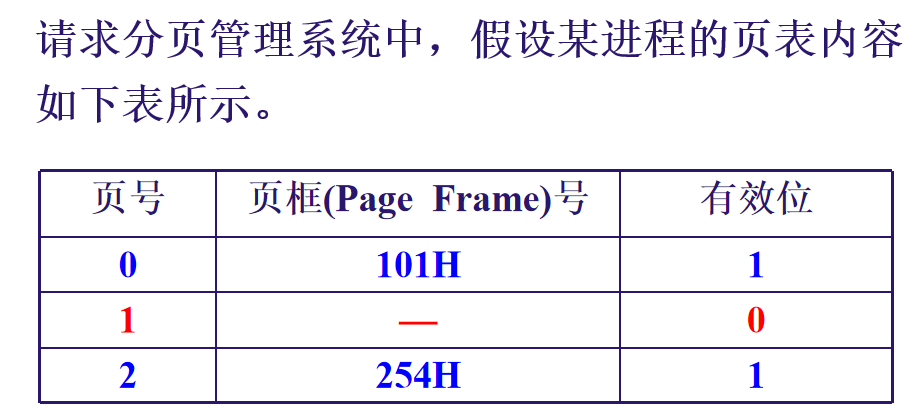 请求分页管理系统中，假设某进程的页表内容
如下表所示。
页号 页框(Page Frame)号 有效位
0 101H 1
1 — 0
2 254H 1